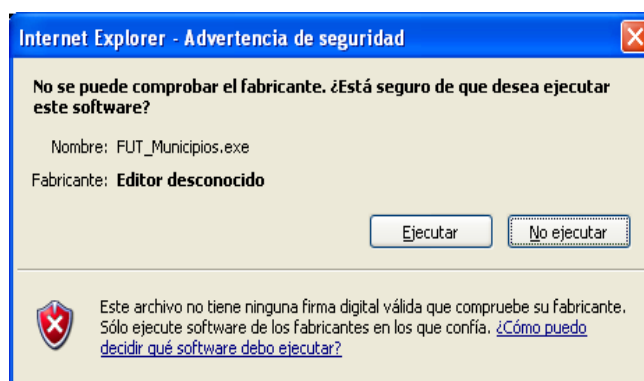 Internet Explorer - Advertencia de seguridad
No se puede comprobar el fabricante. ¿Está seguro de que desea ejecutar
este software?
Nombre: FUT_Municipios.exe
Fabricante: Editor desconocido
Ejecutar No ejecutar
Este archivo no tiene ninguna firma digital válida que compruebe su fabricante.
Sólo ejecute software de los fabricantes en los que confía. ¿Cómo puedo
decidir qué software debo ejecutar?